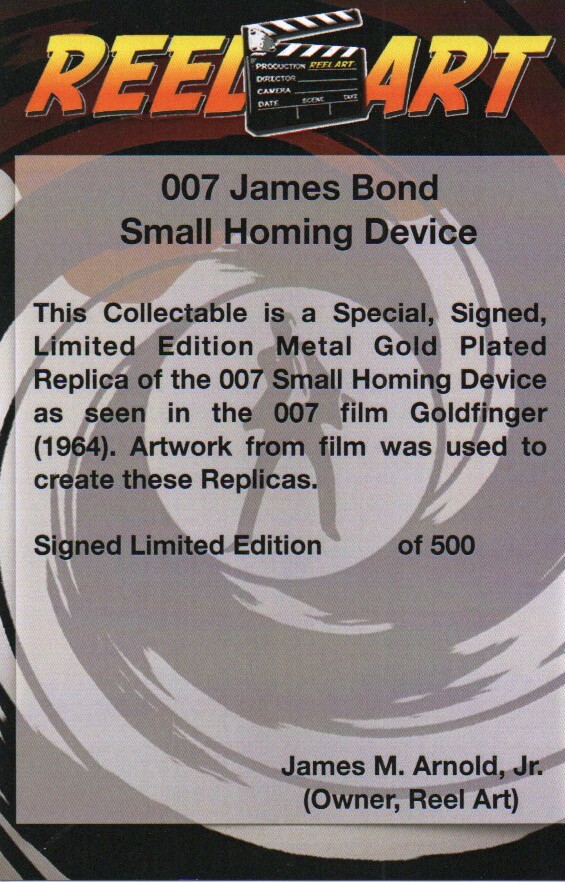 REEL ART
PRODUCTION REEL ART
DIRECTOR
CAMERA
DATE SCENE TAKE
007 James Bond
Small Homing Device
This Collectable is a Special, Signed,
Limited Edition Metal Gold Plated
Replica of the 007 Small Homing Device
as seen in the 007 film Goldfinger
(1964). Artwork from film was used to
create these Replicas.
Signed Limited Edition of 500
James M. Arnold, Jr.
(Owner, Reel Art)